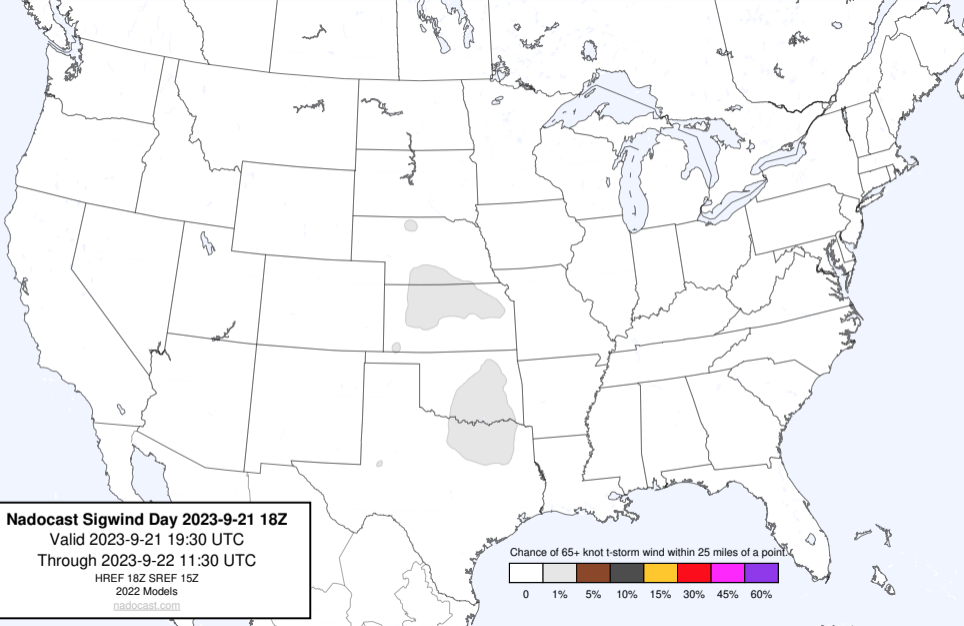 Nadocast Sigwind Day 2023-9-21 18Z
Valid 2023-9-21 19:30 UTC
Through 2023-9-22 11:30 UTC
HREF 18Z SREF 15Z
2022 Models
nadocast.com
Chance of 65+ knot t-storm wind within 25 miles of a point.
0 1% 5% 10% 15% 30% 45% 60%